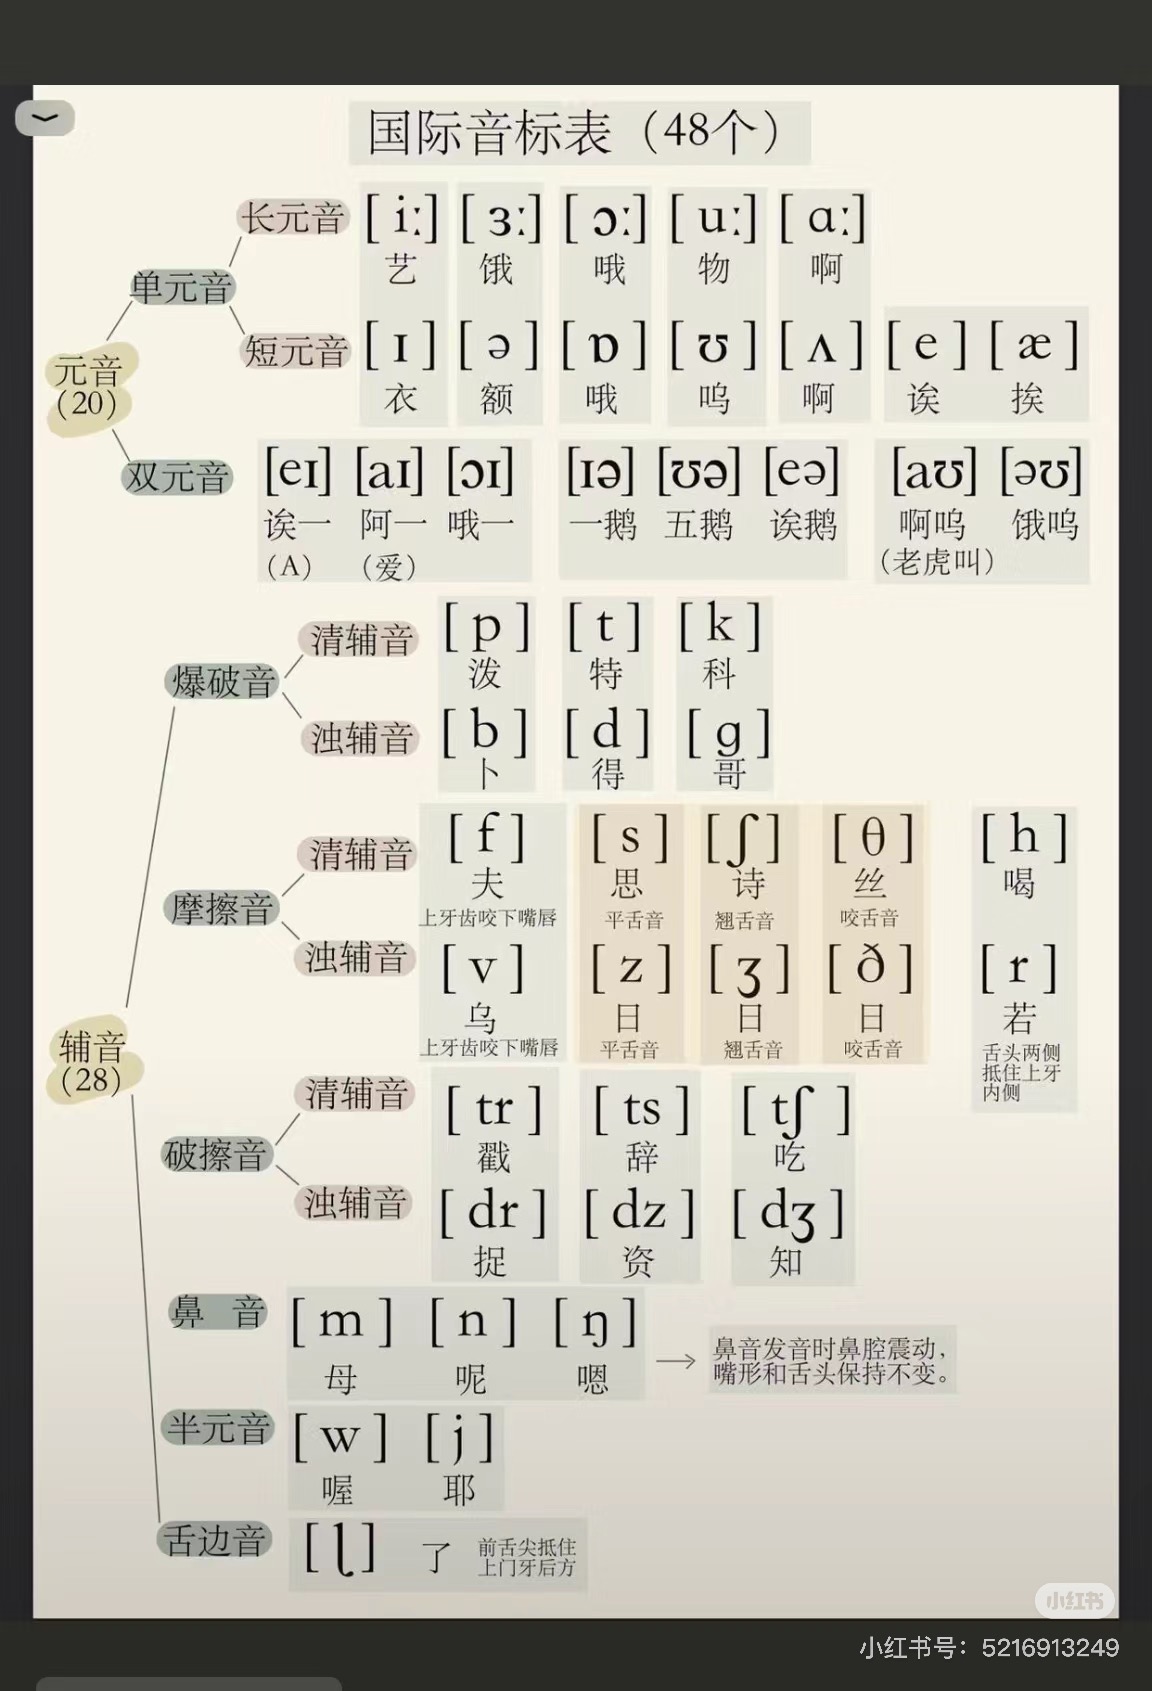 国际音标表（48个）
长元音 [iː] [ɜː] [ɔː] [uː] [ɑː]
艺 饿 哦 物 啊
单元音
短元音 [ɪ] [ə] [ɒ] [ʊ] [ʌ] [e] [æ]
衣 额 哦 呜 啊 诶 挨
元音
(20)
双元音 [eɪ] [aɪ] [ɔɪ] [ɪə] [ʊə] [eə] [aʊ] [əʊ]
诶一 阿一 哦一 一鹅 五鹅 诶鹅 啊呜 饿呜
(A) (爱) (老虎叫)
清辅音 [p] [t] [k]
泼 特 科
爆破音
浊辅音 [b] [d] [g]
卜 得 哥
清辅音 [f] [s] [ʃ] [θ] [h]
夫 思 诗 丝 喝
上牙齿咬下嘴唇 平舌音 翘舌音 咬舌音
摩擦音
浊辅音 [v] [z] [ʒ] [ð] [r]
乌 日 日 日 若
上牙齿咬下嘴唇 平舌音 翘舌音 咬舌音 舌头两侧
抵住上牙
内侧
辅音
(28)
清辅音 [tr] [ts] [tʃ]
戳 辞 吃
破擦音
浊辅音 [dr] [dz] [dʒ]
捉 资 知
鼻 音 [m] [n] [ŋ]
母 呢 嗯
鼻音发音时鼻腔震动，
嘴形和舌头保持不变。
半元音 [w] [j]
喔 耶
舌边音 [ɭ] 了 前舌尖抵住
上门牙后方
小红书
小红书号：5216913249